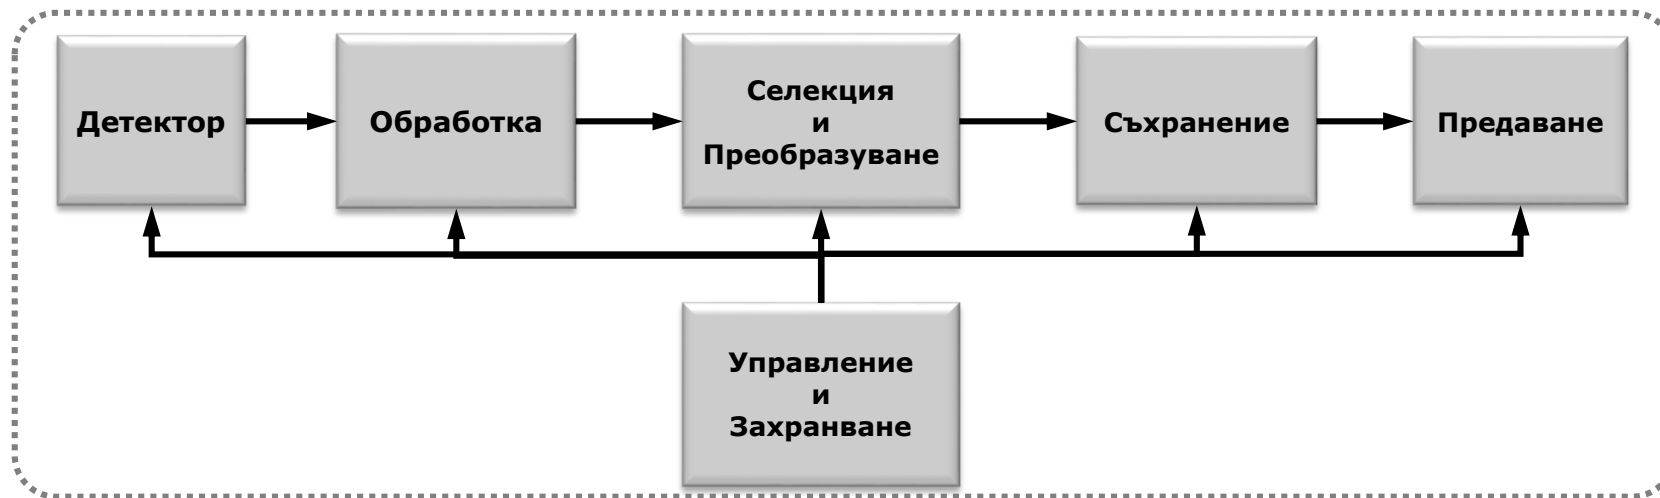 Детектор
Обработка
Селекция
и
Преобразуване
Съхранение
Предаване
Управление
и
Захранване